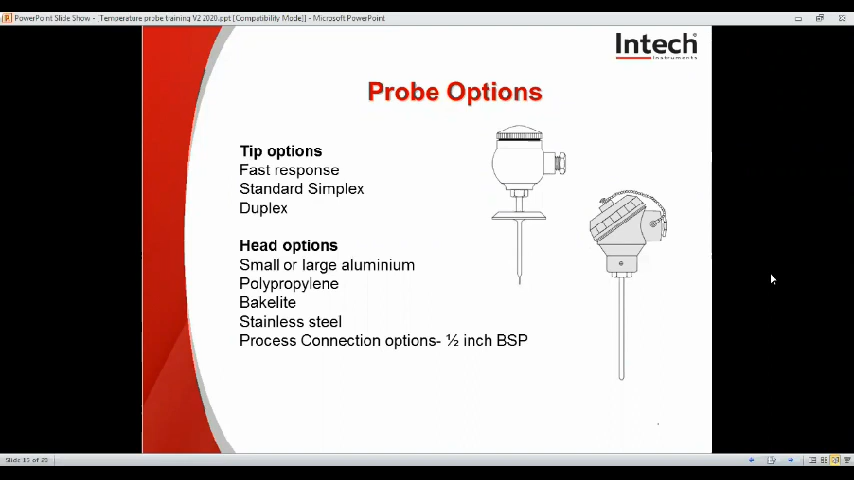 PowerPoint Slide Show - [Temperature probe training V2 2020.ppt [Compatibility Mode]] - Microsoft PowerPoint
Intech
Instruments
Probe Options
Tip options
Fast response
Standard Simplex
Duplex
Head options
Small or large aluminium
Polypropylene
Bakelite
Stainless steel
Process Connection options- ½ inch BSP